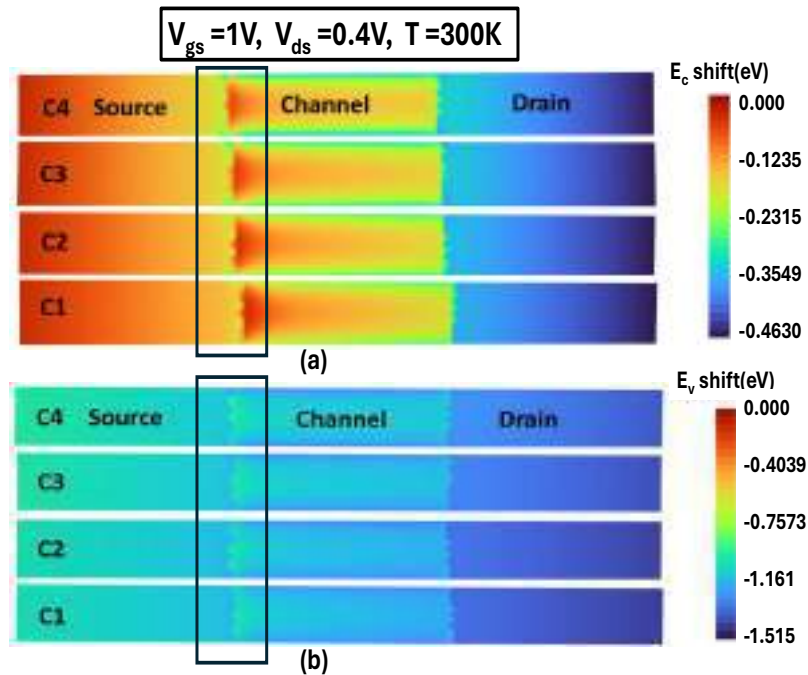 V_gs =1V, V_ds =0.4V, T =300K
E_c shift(eV)
C4 Source Channel Drain
C3
C2
C1
0.000
-0.1235
-0.2315
-0.3549
-0.4630
(a)
E_v shift(eV)
C4 Source Channel Drain
C3
C2
C1
0.000
-0.4039
-0.7573
-1.161
-1.515
(b)